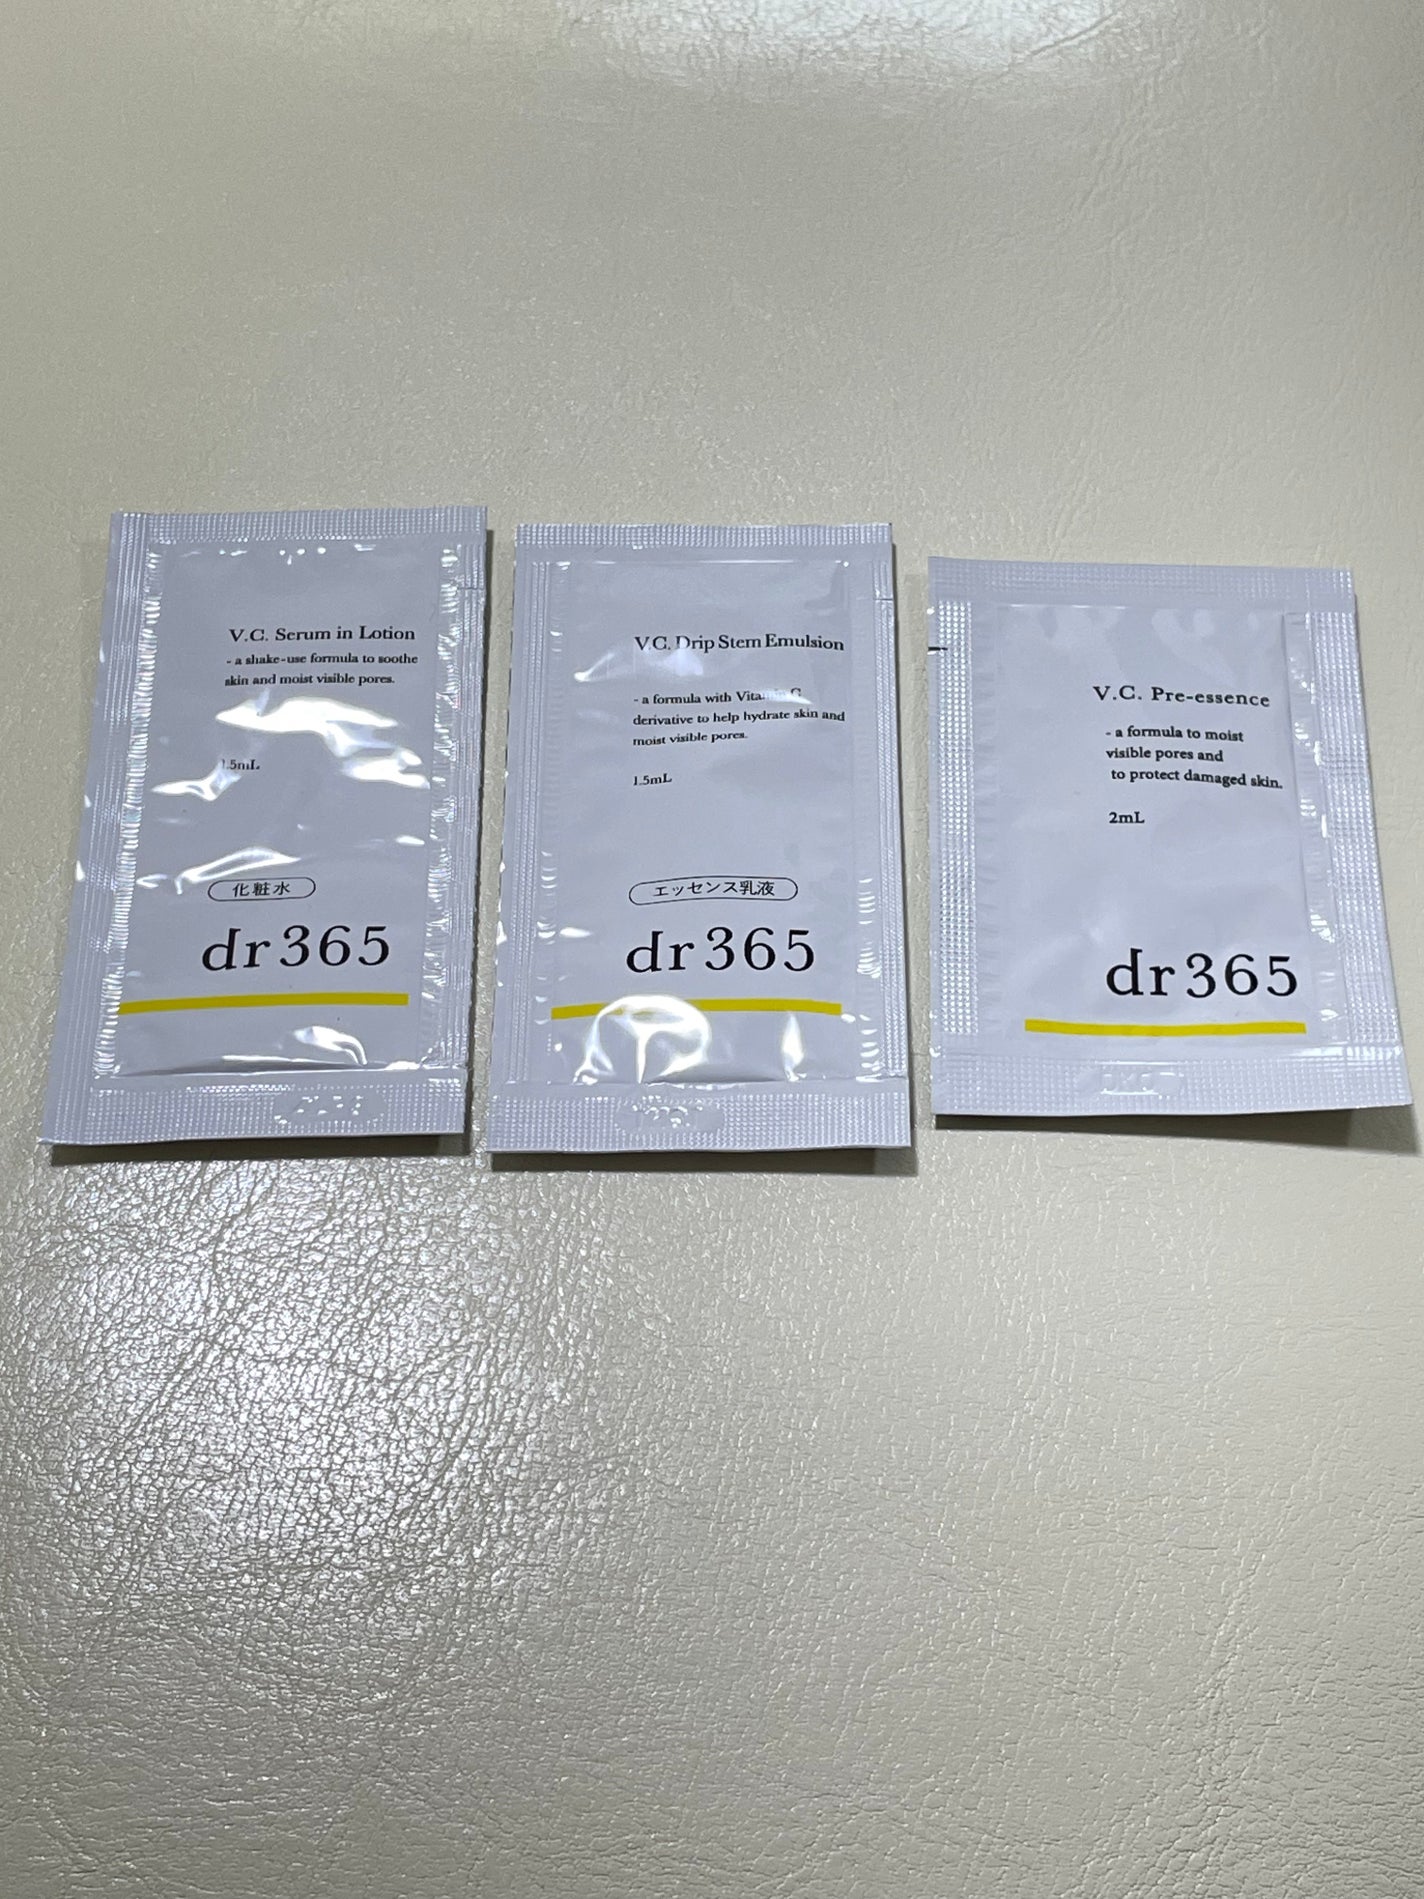 V.C. Serum in Lotion
- a shake-use formula to soothe
skin and moist visible pores.
1.5mL
化粧水
dr365
V.C. Drip Stem Emulsion
- a formula with Vitamin C
derivative to help hydrate skin and
moist visible pores.
1.5mL
エッセンス乳液
dr365
V.C. Pre-essence
- a formula to moist
visible pores and
to protect damaged skin.
2mL
dr365